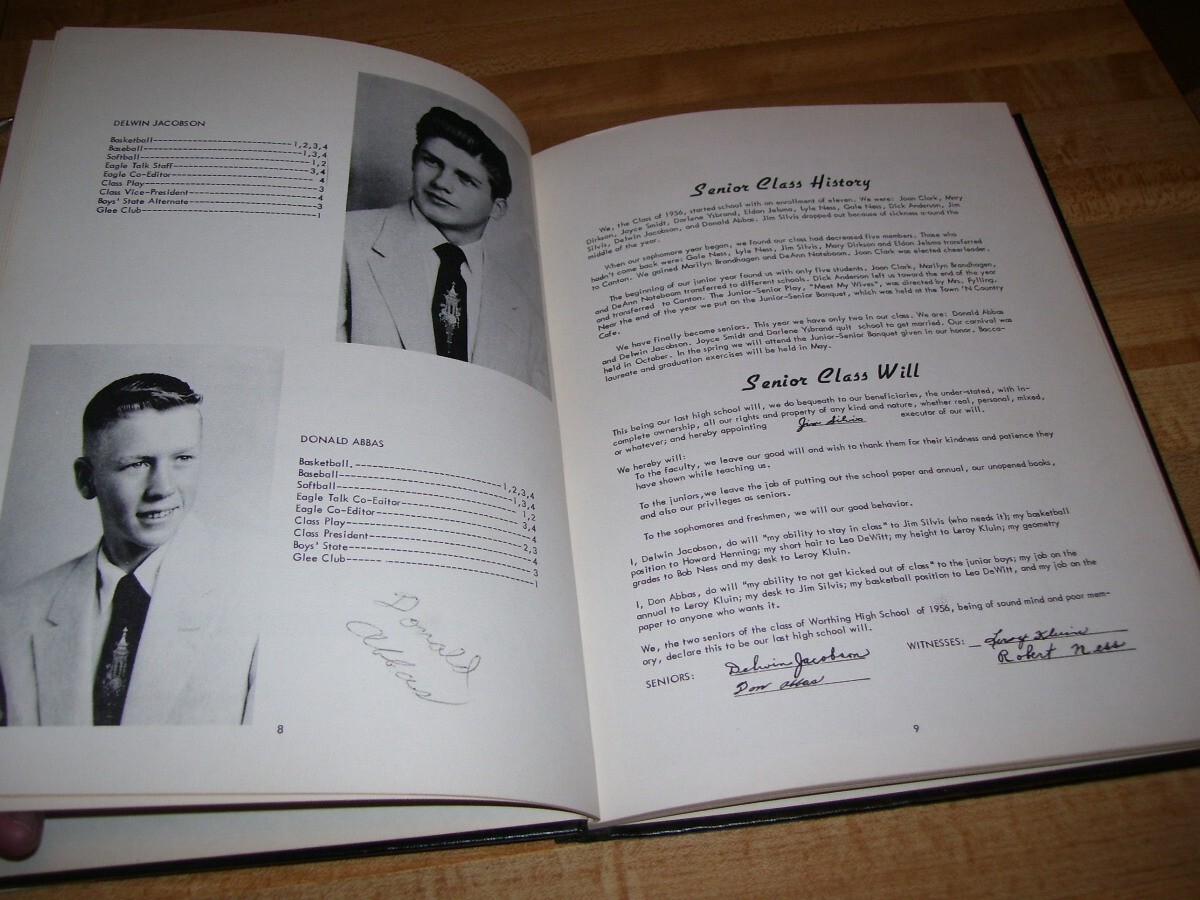 DELWIN JACOBSON
Basketball---1,2,3,4
Baseball---1,3,4
Softball---1,2
Eagle Talk Staff---3,4
Eagle Co-Editor---4
Class Play---3
Class Vice-President---4
Boys' State Alternate---3
Glee Club---1
DONALD ABBAS
Basketball.---1,2,3,4
Baseball---1,3,4
Softball---1,2
Eagle Talk Co-Editor---3,4
Eagle Co-Editor---4
Class Play---2,3
Class President---4
Boys' State---3
Glee Club---1
Donald
Abbas
8
Senior Class History
We, the Class of 1956, started school with an enrollment of eleven. We were: Joan Clark, Mary
Dirkson, Joyce Smidt, Darlene Ysbrand, Eldon Jelsma, Lyle Ness, Gale Ness, Dick Anderson, Jim
Silvis, Delwin Jacobson, and Donald Abbas. Jim Silvis dropped out because of sickness around the
middle of the year.
When our sophomore year began, we found our class had decreased five members. Those who
hadn't come back were: Gale Ness, Lyle Ness, Jim Silvis, Mary Dirkson and Eldon Jelsma transferred
to Canton. We gained Marilyn Brandhagen and DeAnn Noteboom. Joan Clark was elected cheerleader.
The beginning of our junior year found us with only five students. Joan Clark, Marilyn Brandhagen,
and DeAnn Noteboom transferred to different schools. Dick Anderson left us toward the end of the year
and transferred to Canton. The Junior-Senior Play, "Meet My Wives", was directed by Mrs. Fylling.
Near the end of the year we put on the Junior-Senior Banquet, which was held at the Town 'N Country
Cafe.
We have finally become seniors. This year we have only two in our class. We are: Donald Abbas
and Delwin Jacobson. Joyce Smidt and Darlene Ysbrand quit school to get married. Our carnival was
held in October. In the spring we will attend the Junior-Senior Banquet given in our honor. Bacca-
laureate and graduation exercises will be held in May.
Senior Class Will
This being our last high school will, we do bequeath to our beneficiaries, the under-stated, with in-
complete ownership, all our rights and property of any kind and nature, whether real, personal, mixed,
or whatever; and hereby appointing Jim Silvis executor of our will.
We hereby will:
To the faculty, we leave our good will and wish to thank them for their kindness and patience they
have shown while teaching us.
To the juniors, we leave the job of putting out the school paper and annual, our unopened books,
and also our privileges as seniors.
To the sophomores and freshmen, we will our good behavior.
I, Delwin Jacobson, do will "my ability to stay in class" to Jim Silvis (who needs it); my basketball
position to Howard Henning; my short hair to Leo DeWitt; my height to Leroy Kluin; my geometry
grades to Bob Ness and my desk to Leroy Kluin.
I, Don Abbas, do will "my ability to not get kicked out of class" to the junior boys; my job on the
annual to Leroy Kluin; my desk to Jim Silvis; my basketball position to Leo DeWitt, and my job on the
paper to anyone who wants it.
We, the two seniors of the class of Worthing High School of 1956, being of sound mind and poor mem-
ory, declare this to be our last high school will.
SENIORS: Delwin Jacobson WITNESSES: Leroy Kluin
Don Abbas Robert Ness
9